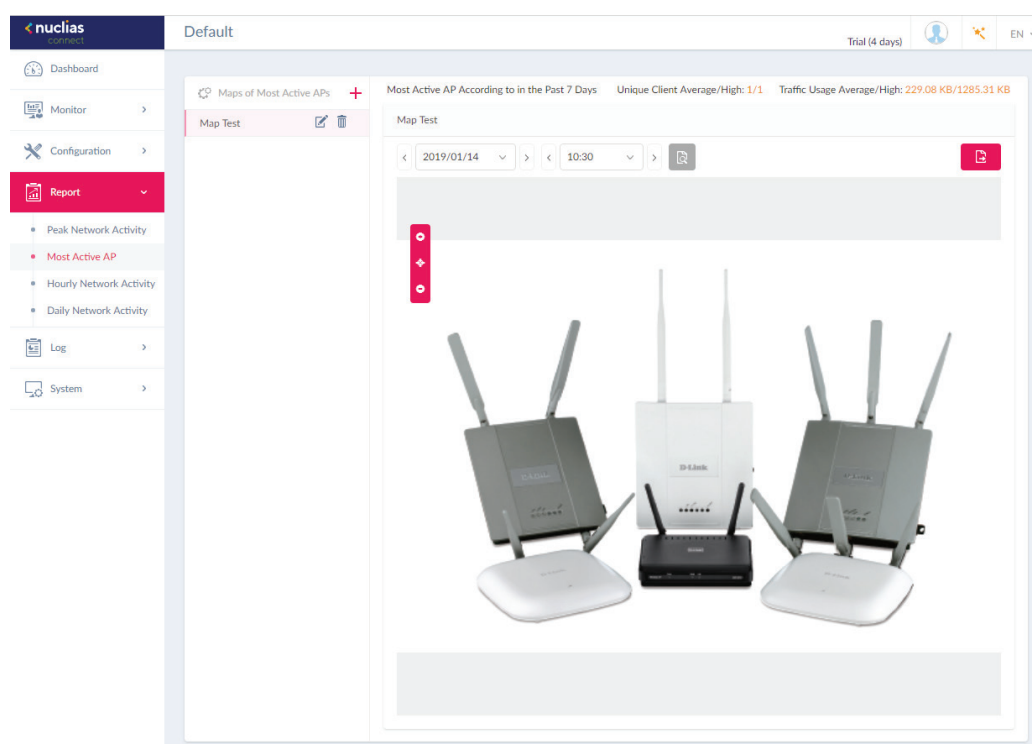 nuclias
connect
Default
Trial (4 days)
EN
Dashboard
Monitor
Configuration
Report
Peak Network Activity
Most Active AP
Hourly Network Activity
Daily Network Activity
Log
System
Maps of Most Active APs
Map Test
Most Active AP According to in the Past 7 Days Unique Client Average/High: 1/1 Traffic Usage Average/High: 229.08 KB/1285.31 KB
Map Test
2019/01/14 10:30
D-Link